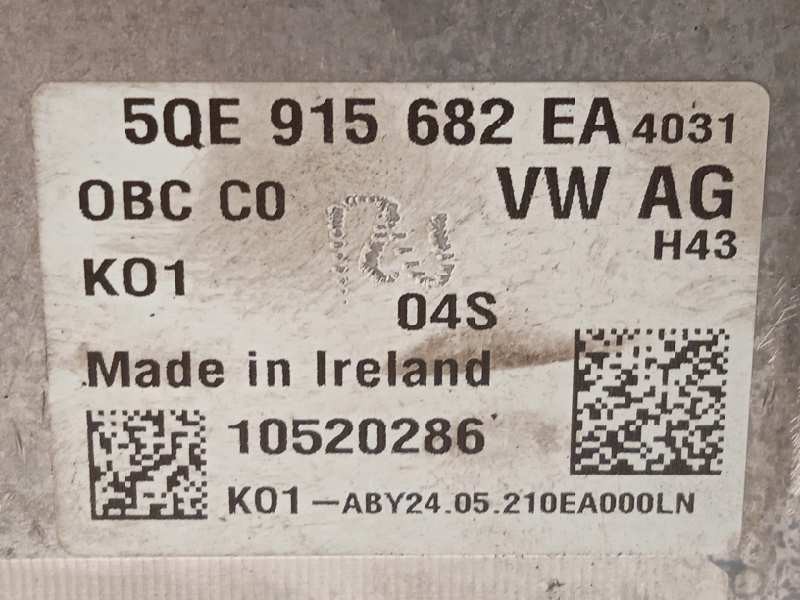 5QE 915 682 EA 4031
OBC C0 VW AG
H43
K01
04S
Made in Ireland
10520286
K01 —ABY24.05.210EA000LN